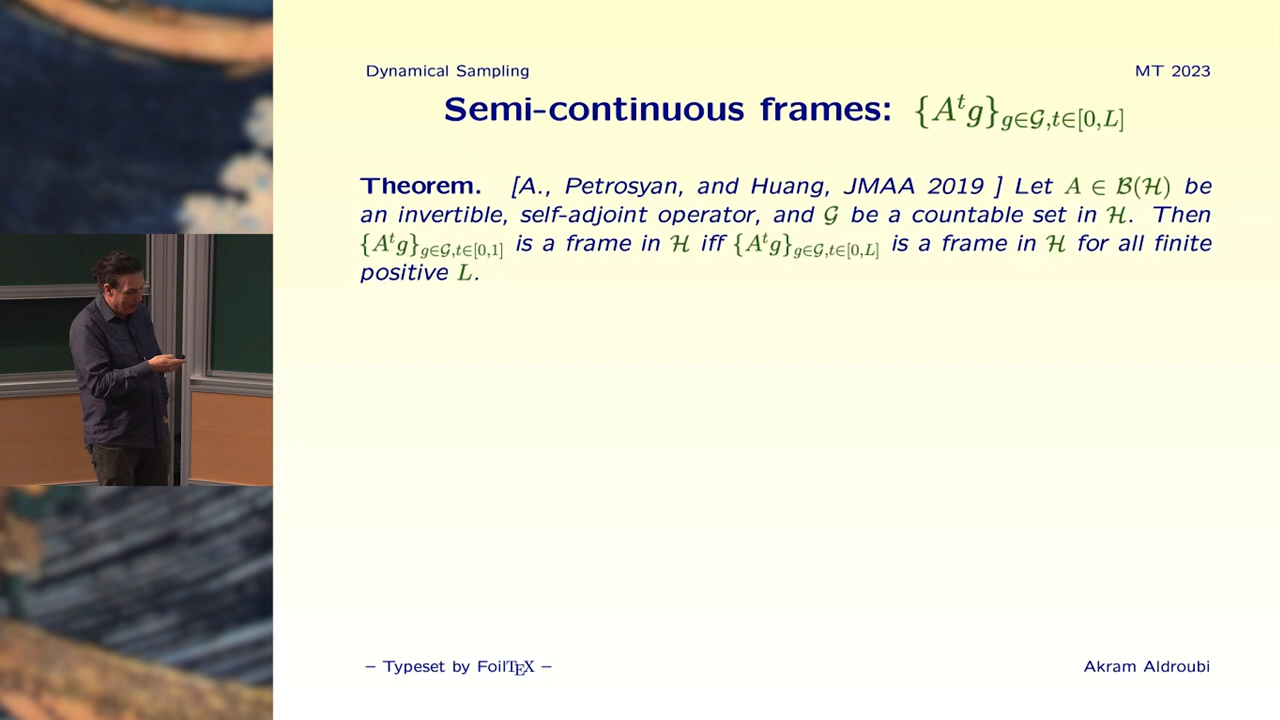 Dynamical Sampling MT 2023
Semi-continuous frames: {A^t g}_{g∈𝒢,t∈[0,L]}
Theorem. [A., Petrosyan, and Huang, JMAA 2019 ] Let A ∈ ℬ(ℋ) be
an invertible, self-adjoint operator, and 𝒢 be a countable set in ℋ. Then
{A^t g}_{g∈𝒢,t∈[0,1]} is a frame in ℋ iff {A^t g}_{g∈𝒢,t∈[0,L]} is a frame in ℋ for all finite
positive L.
– Typeset by FoilTEX – Akram Aldroubi